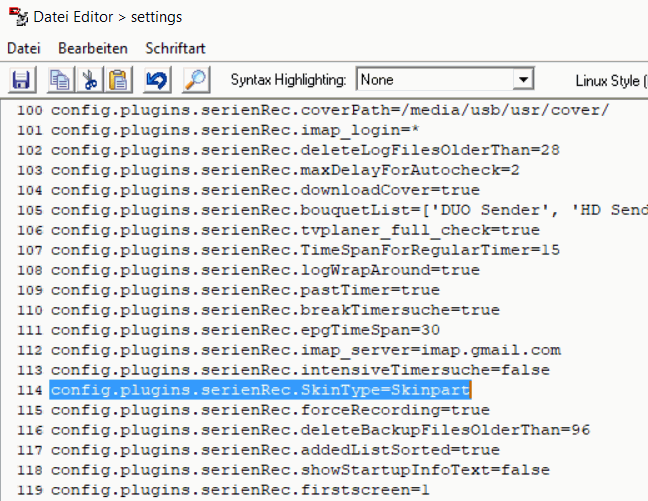 Datei Editor > settings
Datei Bearbeiten Schriftart
Syntax Highlighting: None Linux Style (
100 config.plugins.serienRec.coverPath=/media/usb/usr/cover/
101 config.plugins.serienRec.imap_login=*
102 config.plugins.serienRec.deleteLogFilesOlderThan=28
103 config.plugins.serienRec.maxDelayForAutocheck=2
104 config.plugins.serienRec.downloadCover=true
105 config.plugins.serienRec.bouquetList=['DUO Sender', 'HD Send
106 config.plugins.serienRec.tvplaner_full_check=true
107 config.plugins.serienRec.TimeSpanForRegularTimer=15
108 config.plugins.serienRec.logWrapAround=true
109 config.plugins.serienRec.pastTimer=true
110 config.plugins.serienRec.breakTimersuche=true
111 config.plugins.serienRec.epgTimeSpan=30
112 config.plugins.serienRec.imap_server=imap.gmail.com
113 config.plugins.serienRec.intensiveTimersuche=false
114 config.plugins.serienRec.SkinType=Skinpart
115 config.plugins.serienRec.forceRecording=true
116 config.plugins.serienRec.deleteBackupFilesOlderThan=96
117 config.plugins.serienRec.addedListSorted=true
118 config.plugins.serienRec.showStartupInfoText=false
119 config.plugins.serienRec.firstscreen=1